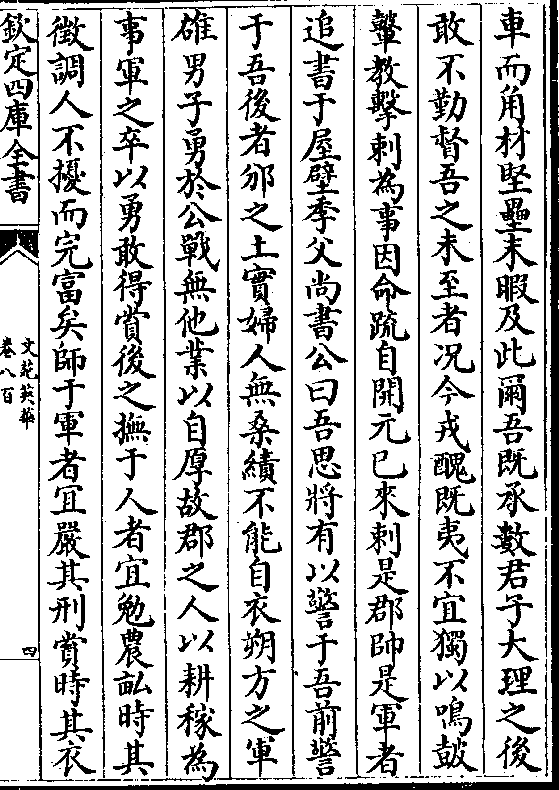 車而角材堅壘末暇及此爾吾既承數君子大理之後
敢不勤督吾之未至者况今戎醜既夷不宜獨以鳴鼓
鼙教擊刺為事因命䟽自開元已來刺是郡帥是軍者
追書于屋壁季父尚書公曰吾思將有以警于吾前警
于吾後者邠之土實婦人無桑績不能自衣朔方之軍
雄男子勇於公戰無他業以自厚故郡之人以耕稼為
事軍之卒以勇敢得賞後之撫于人者宜勉農畝時其
徵調人不擾而完富矣師于軍者宜嚴其刑賞時其衣
欽定四庫全書
文苑英華
卷八百
四